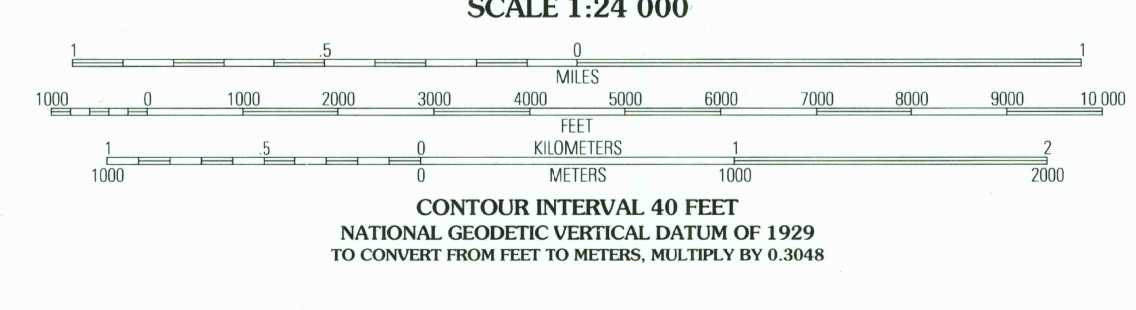 SCALE 1:24 000
1 .5 0 1
MILES
1000 0 1000 2000 3000 4000 5000 6000 7000 8000 9000 10 000
FEET
1 .5 0 KILOMETERS 1 2
1000 0 METERS 1000 2000
CONTOUR INTERVAL 40 FEET
NATIONAL GEODETIC VERTICAL DATUM OF 1929
TO CONVERT FROM FEET TO METERS, MULTIPLY BY 0.3048